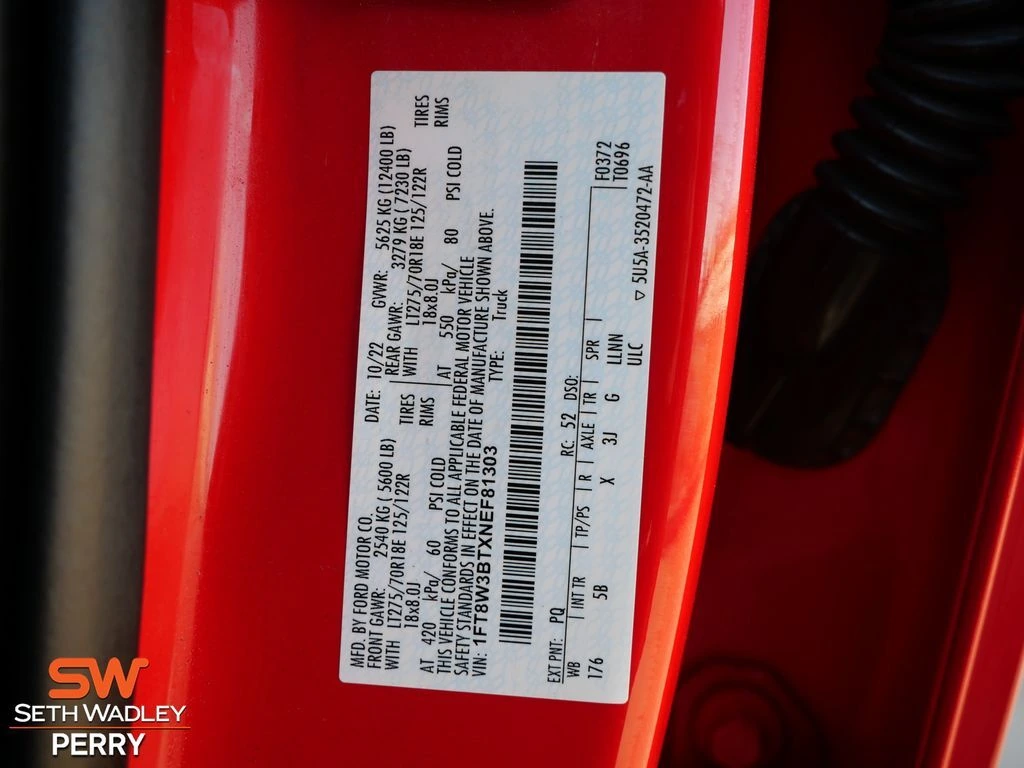 MFD. BY FORD MOTOR CO.
DATE: 10/22 GVWR: 5625 KG (12400 LB)
FRONT GAWR: 2540 KG ( 5600 LB)
REAR GAWR: 3279 KG ( 7230 LB)
WITH LT275/70R18E 125/122R TIRES
WITH LT275/70R18E 125/122R TIRES
18x8.0J RIMS
18x8.0J RIMS
AT 420 kPa/ 60 PSI COLD
AT 550 kPa/ 80 PSI COLD
THIS VEHICLE CONFORMS TO ALL APPLICABLE FEDERAL MOTOR VEHICLE
SAFETY STANDARDS IN EFFECT ON THE DATE OF MANUFACTURE SHOWN ABOVE.
VIN: 1FT8W3BTXNEF81303 TYPE: Truck
EXT PNT: PQ RC: 52 DSO:
WB INT TR TP/PS R AXLE TR SPR F0372
176 5B X 3J G LLNN T0696
ULC ▽ 5U5A-3520472-AA
SW
SETH WADLEY
PERRY